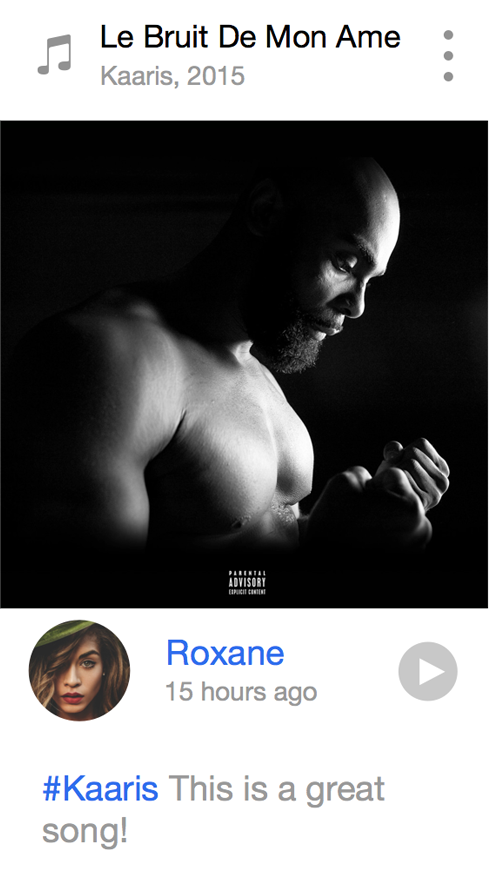 Le Bruit De Mon Ame
Kaaris, 2015
PARENTAL
ADVISORY
EXPLICIT CONTENT
Roxane
15 hours ago
#Kaaris This is a great
song!